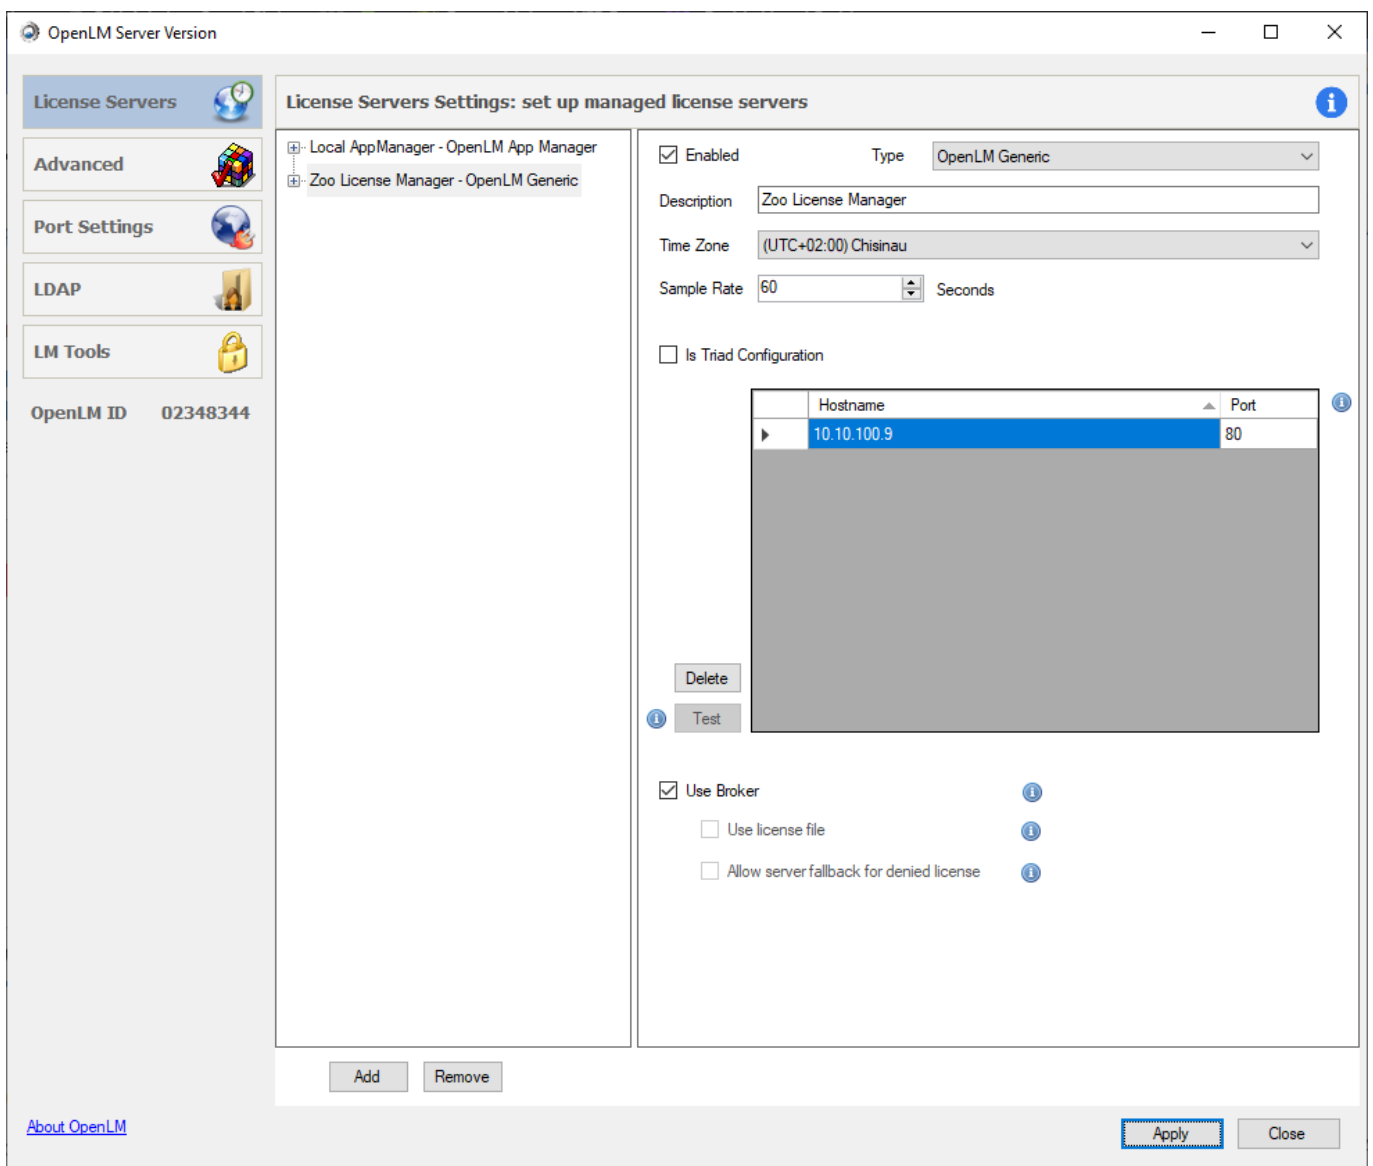 OpenLM Server Version
License Servers
Advanced
Port Settings
LDAP
LM Tools
OpenLM ID 02348344
License Servers Settings: set up managed license servers
Local AppManager - OpenLM App Manager
Zoo License Manager - OpenLM Generic
Enabled
Type OpenLM Generic
Description Zoo License Manager
Time Zone (UTC+02:00) Chisinau
Sample Rate 60 Seconds
Is Triad Configuration
Hostname Port
10.10.100.9 80
Delete
Test
Use Broker
Use license file
Allow server fallback for denied license
Add Remove
About OpenLM
Apply Close